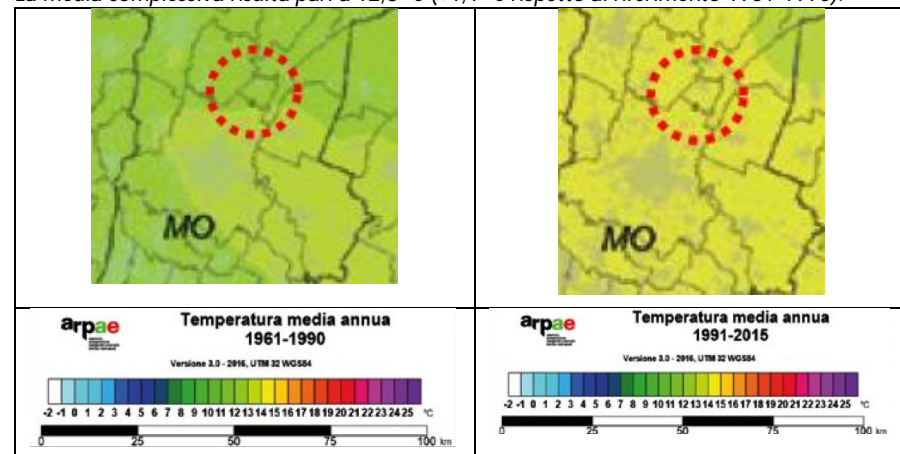 MO
MO
arpae
Temperatura media annua
1961-1990
Versione 3.0 - 2016, UTM 32 WGS84
-2 -1 0 1 2 3 4 5 6 7 8 9 10 11 12 13 14 15 16 17 18 19 20 21 22 23 24 25 °C
0 25 50 75 100 km
arpae
Temperatura media annua
1991-2015
Versione 3.0 - 2016, UTM 32 WGS84
-2 -1 0 1 2 3 4 5 6 7 8 9 10 11 12 13 14 15 16 17 18 19 20 21 22 23 24 25 °C
0 25 50 75 100 km